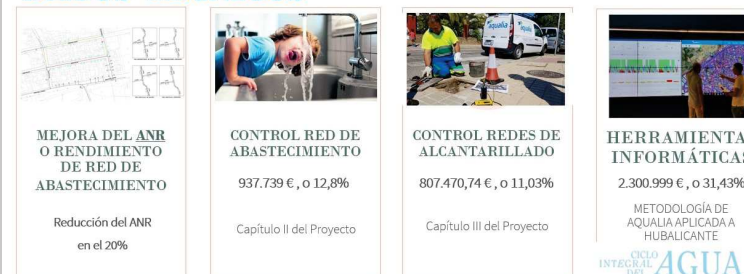 MEJORA DEL ANR
O RENDIMIENTO
DE RED DE
ABASTECIMIENTO
Reducción del ANR
en el 20%
CONTROL RED DE
ABASTECIMIENTO
937.739 € , o 12,8%
Capítulo II del Proyecto
aqualia
CONTROL REDES DE
ALCANTARILLADO
807.470,74 € , o 11,03%
Capítulo III del Proyecto
HERRAMIENTA
INFORMÁTICAS
2.300.999 € , o 31,43%
METODOLOGÍA DE
AQUALIA APLICADA A
HUBALICANTE
CICLO
INTEGRAL
DEL
AGUA